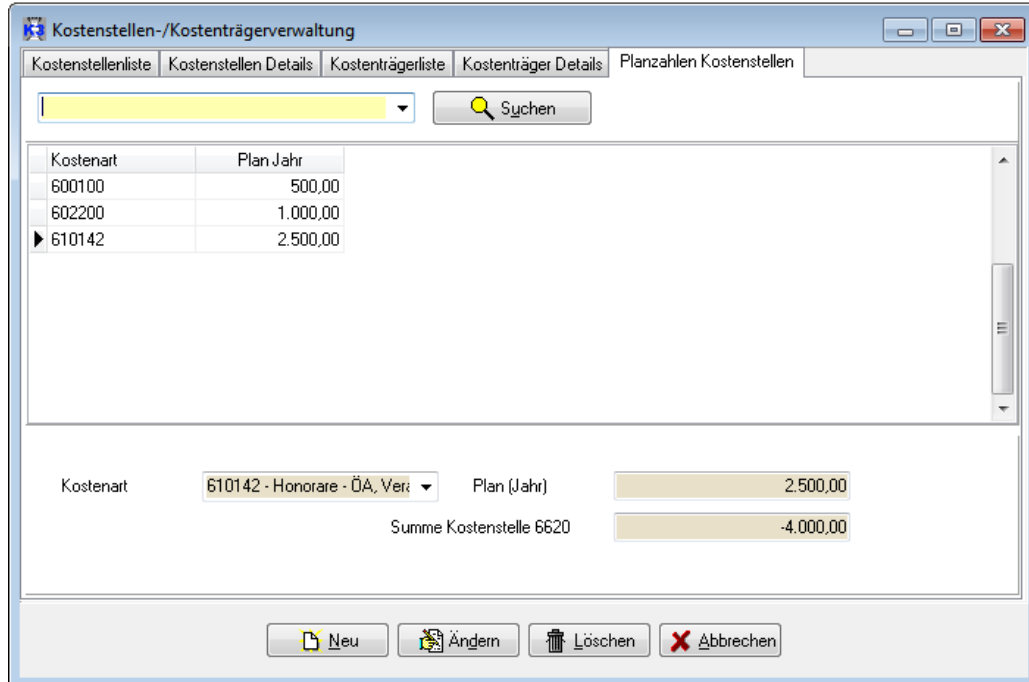 K3 Kostenstellen-/Kostenträgerverwaltung
Kostenstellenliste Kostenstellen Details Kostenträgerliste Kostenträger Details Planzahlen Kostenstellen
Suchen
Kostenart Plan Jahr
600100 500,00
602200 1.000,00
610142 2.500,00
Kostenart 610142 - Honorare - ÖA, Vera Plan (Jahr) 2.500,00
Summe Kostenstelle 6620 -4.000,00
Neu Ändern Löschen Abbrechen